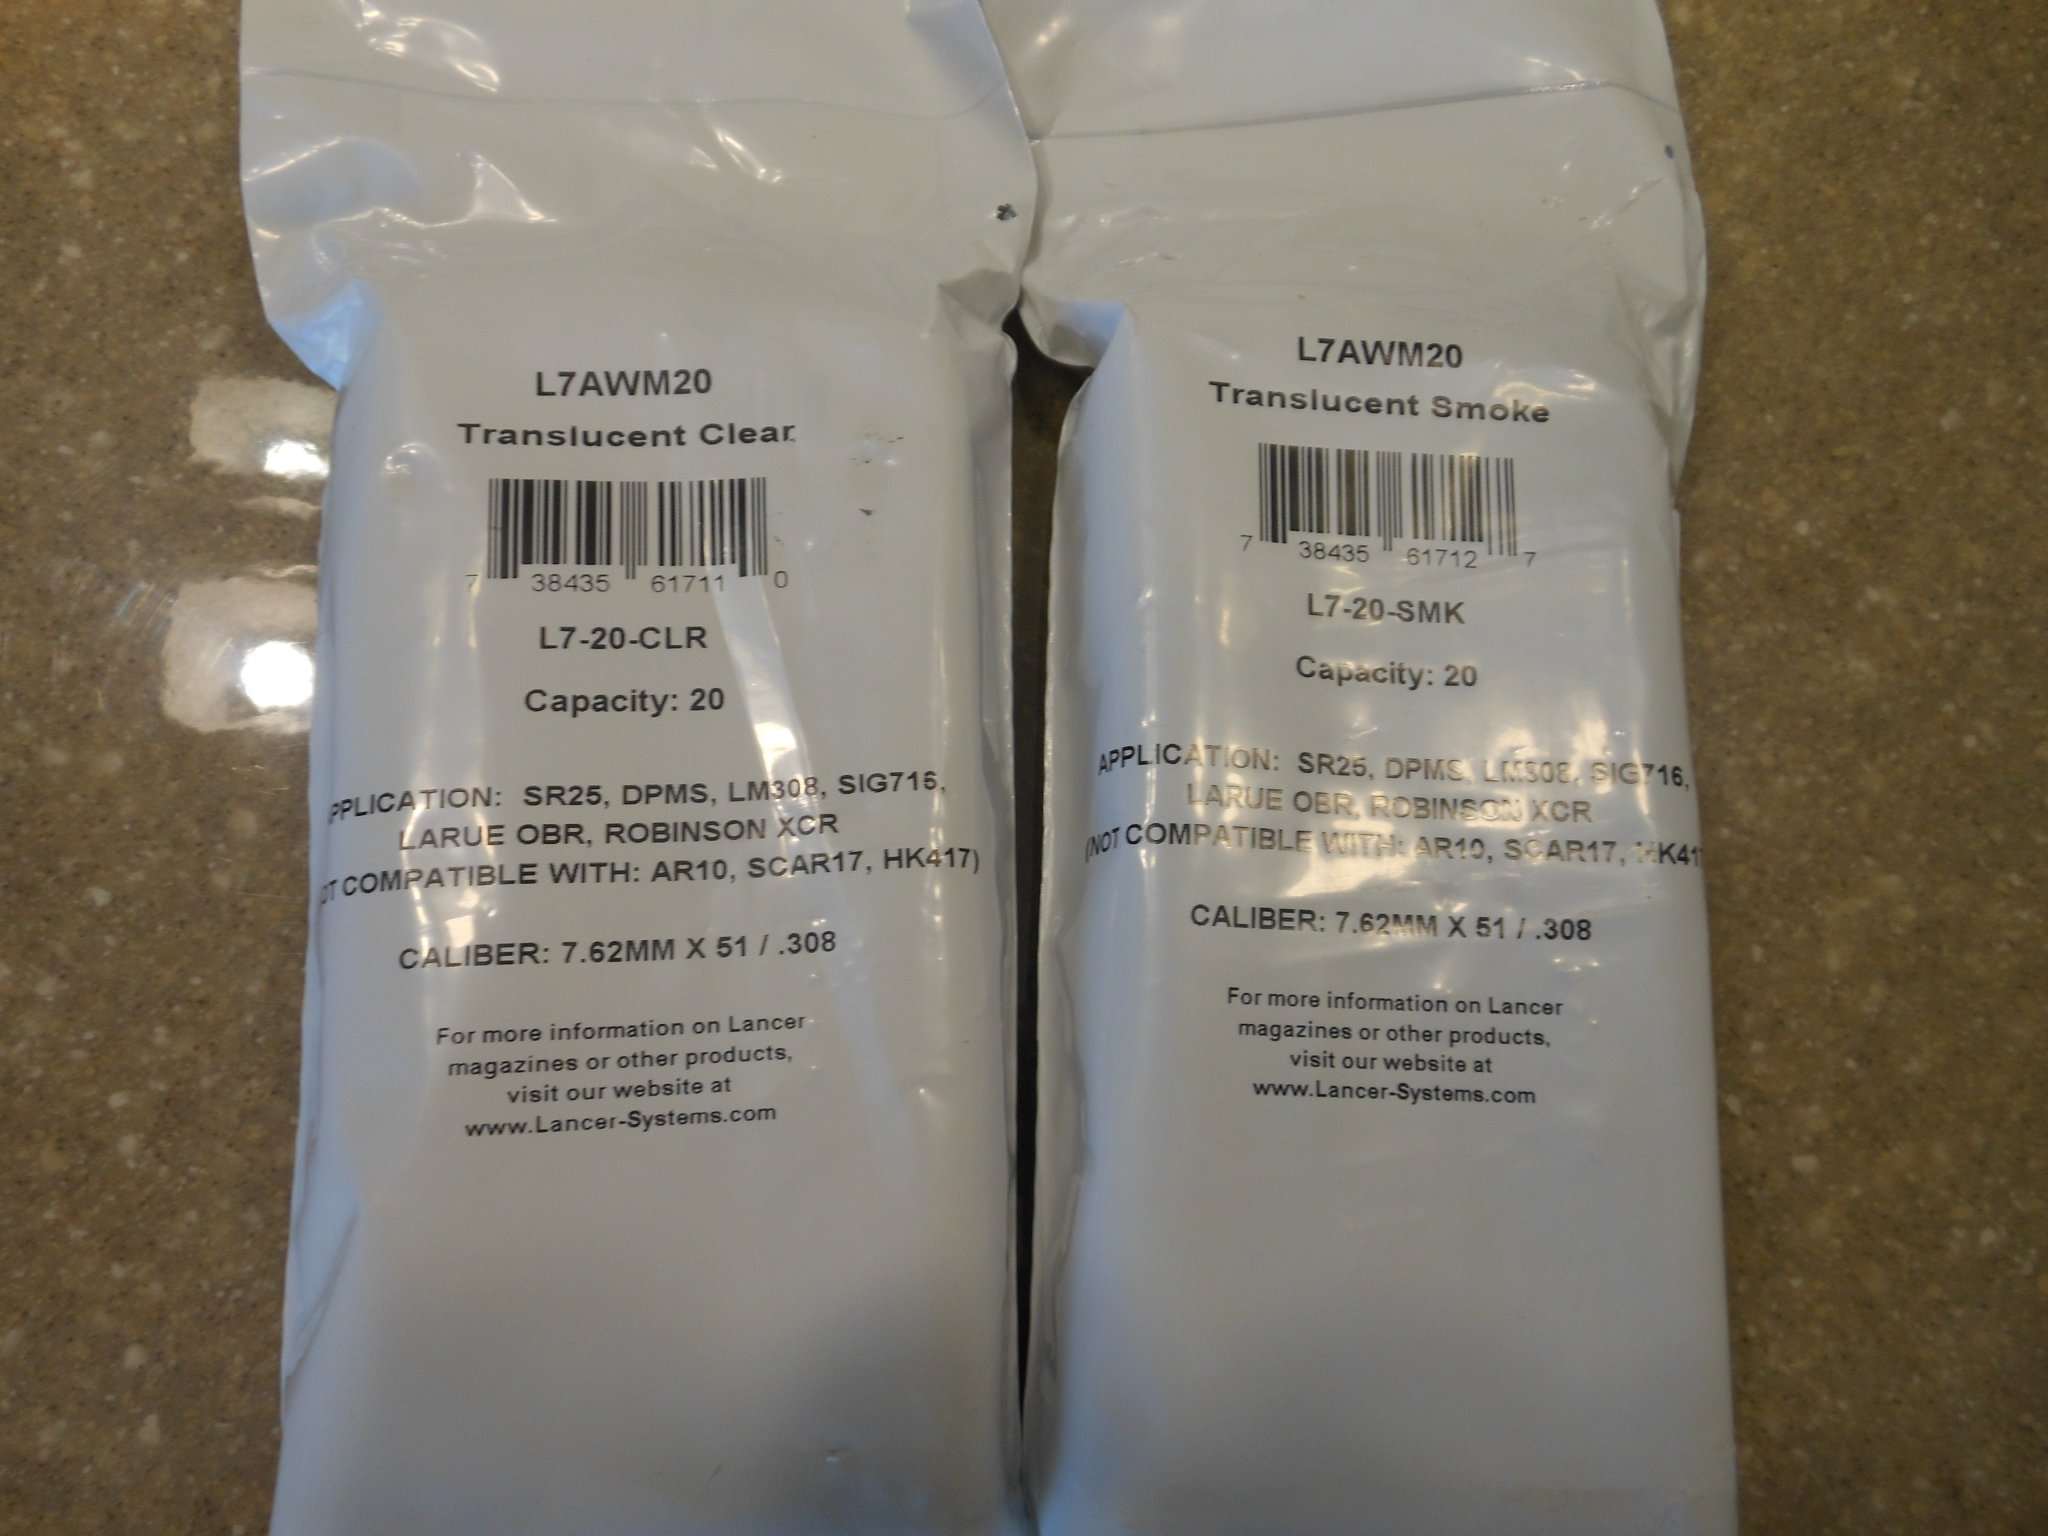 L7AWM20
Translucent Clear
7 38435 61711 0
L7-20-CLR
Capacity: 20
PPLICATION: SR25, DPMS, LM308, SIG716,
LARUE OBR, ROBINSON XCR
OT COMPATIBLE WITH: AR10, SCAR17, HK417)
CALIBER: 7.62MM X 51 / .308
For more information on Lancer
magazines or other products,
visit our website at
www.Lancer-Systems.com
L7AWM20
Translucent Smoke
7 38435 61712 7
L7-20-SMK
Capacity: 20
APPLICATION: SR25, DPMS, LM308, SIG716,
LARUE OBR, ROBINSON XCR
(NOT COMPATIBLE WITH: AR10, SCAR17, HK41
CALIBER: 7.62MM X 51 / .308
For more information on Lancer
magazines or other products,
visit our website at
www.Lancer-Systems.com